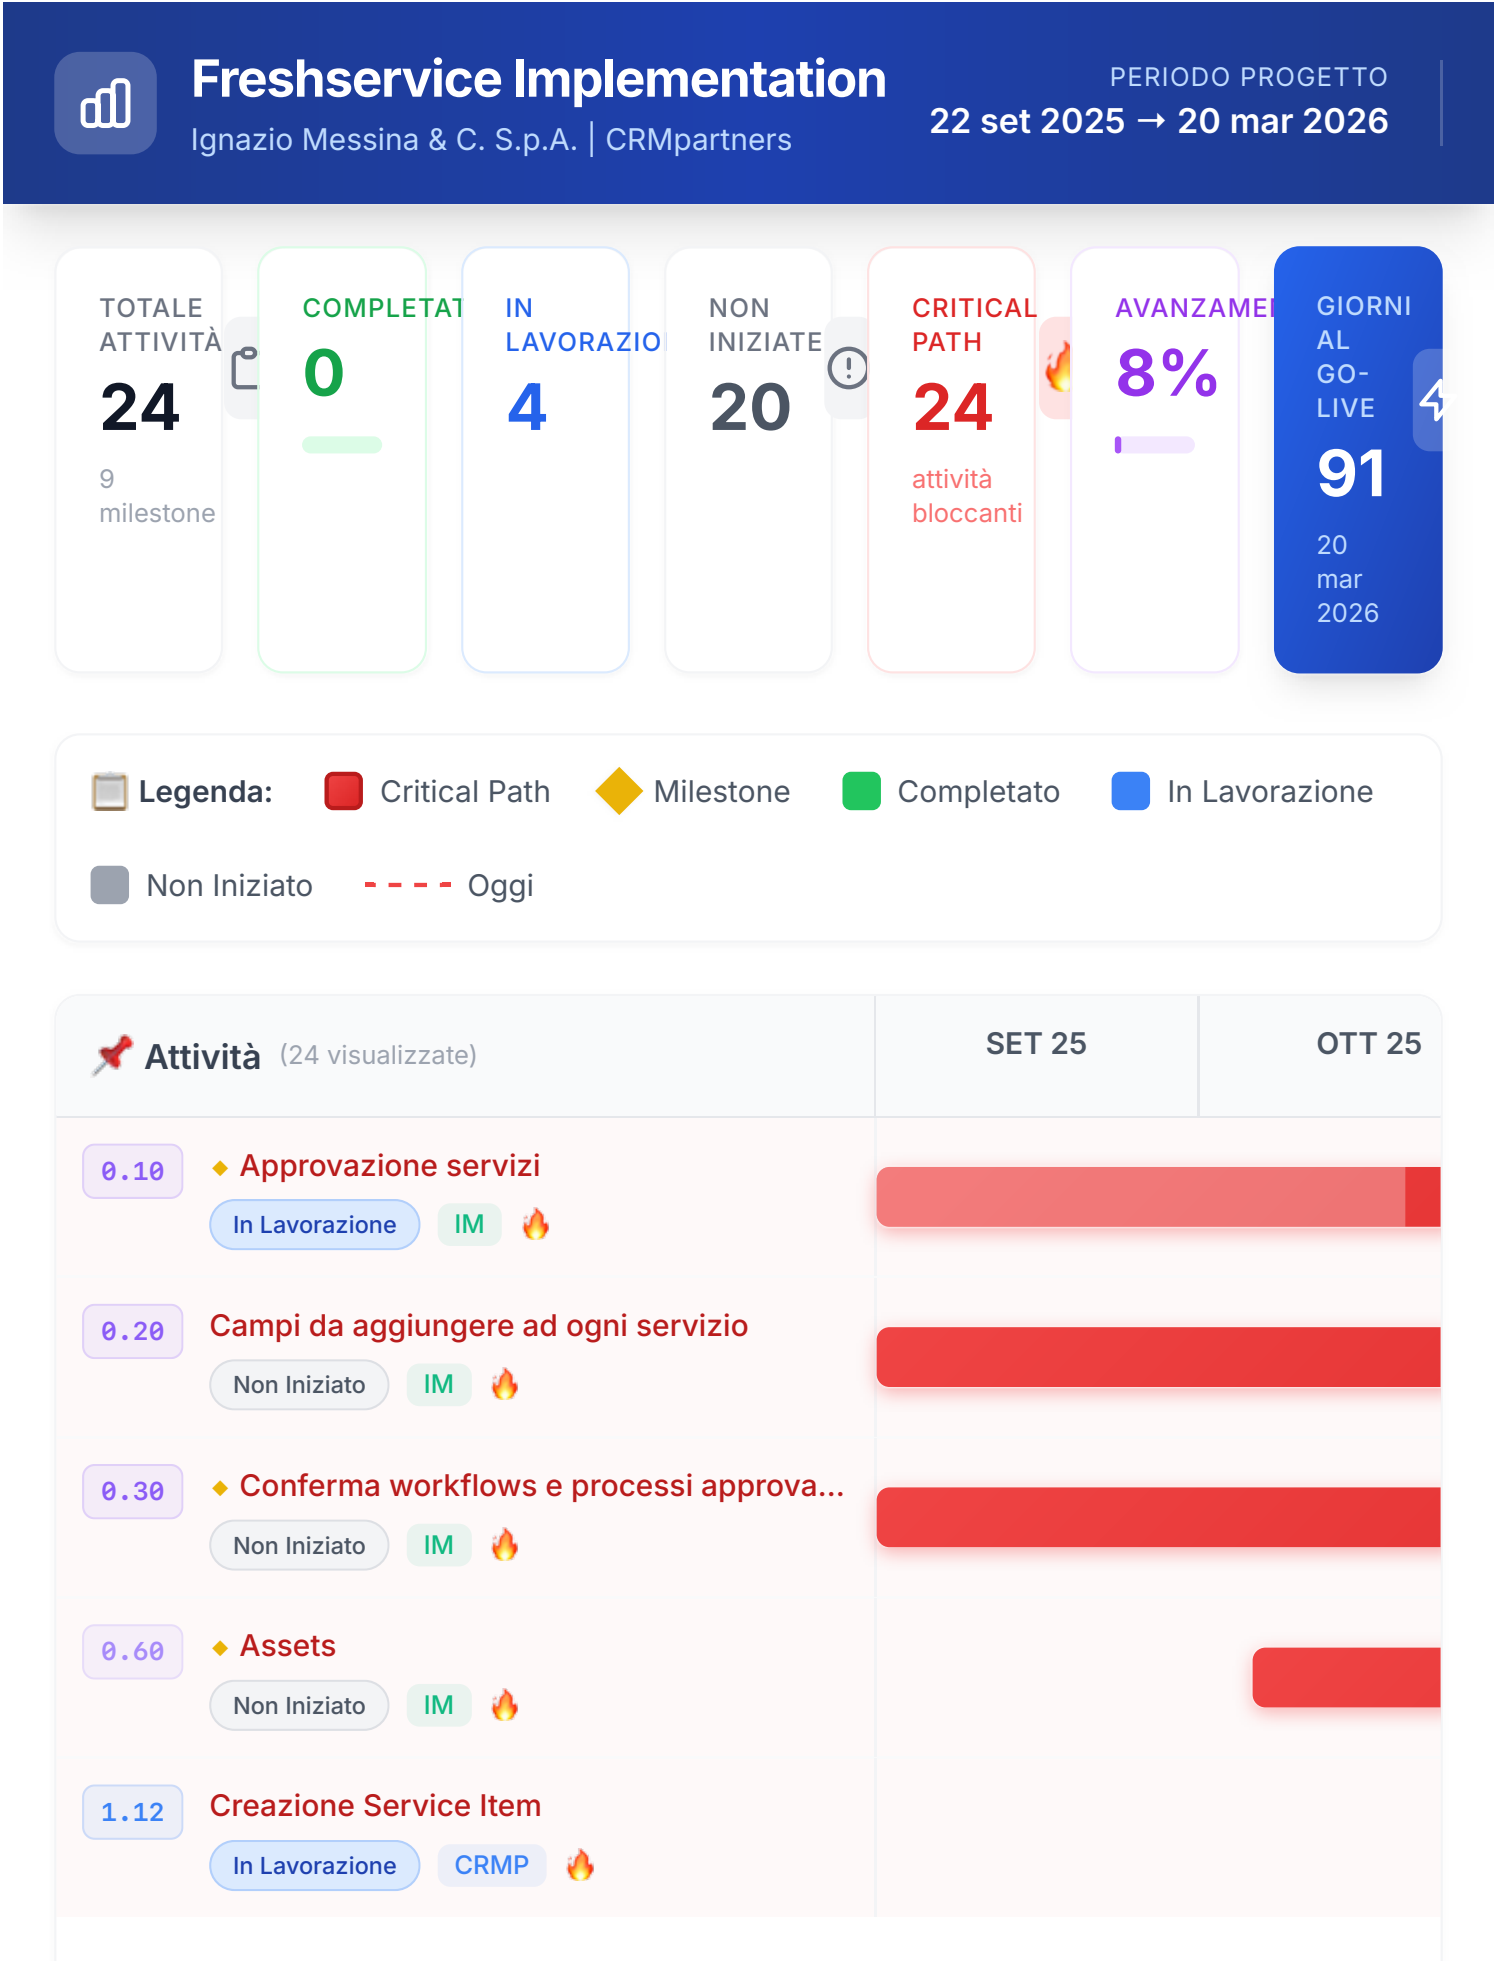 Freshservice Implementation
Ignazio Messina & C. S.p.A. | CRMpartners
PERIODO PROGETTO
22 set 2025 → 20 mar 2026
TOTALE
ATTIVITÀ
24
9
milestone
COMPLETAT
0
IN
LAVORAZIO
4
NON
INIZIATE
20
CRITICAL
PATH
24
attività
bloccanti
AVANZAME
8%
GIORNI
AL
GO-
LIVE
91
20
mar
2026
Legenda:
Critical Path
Milestone
Completato
In Lavorazione
Non Iniziato
Oggi
Attività (24 visualizzate)
SET 25
OTT 25
0.10
Approvazione servizi
In Lavorazione
IM
0.20
Campi da aggiungere ad ogni servizio
Non Iniziato
IM
0.30
Conferma workflows e processi approva...
Non Iniziato
IM
0.60
Assets
Non Iniziato
IM
1.12
Creazione Service Item
In Lavorazione
CRMP